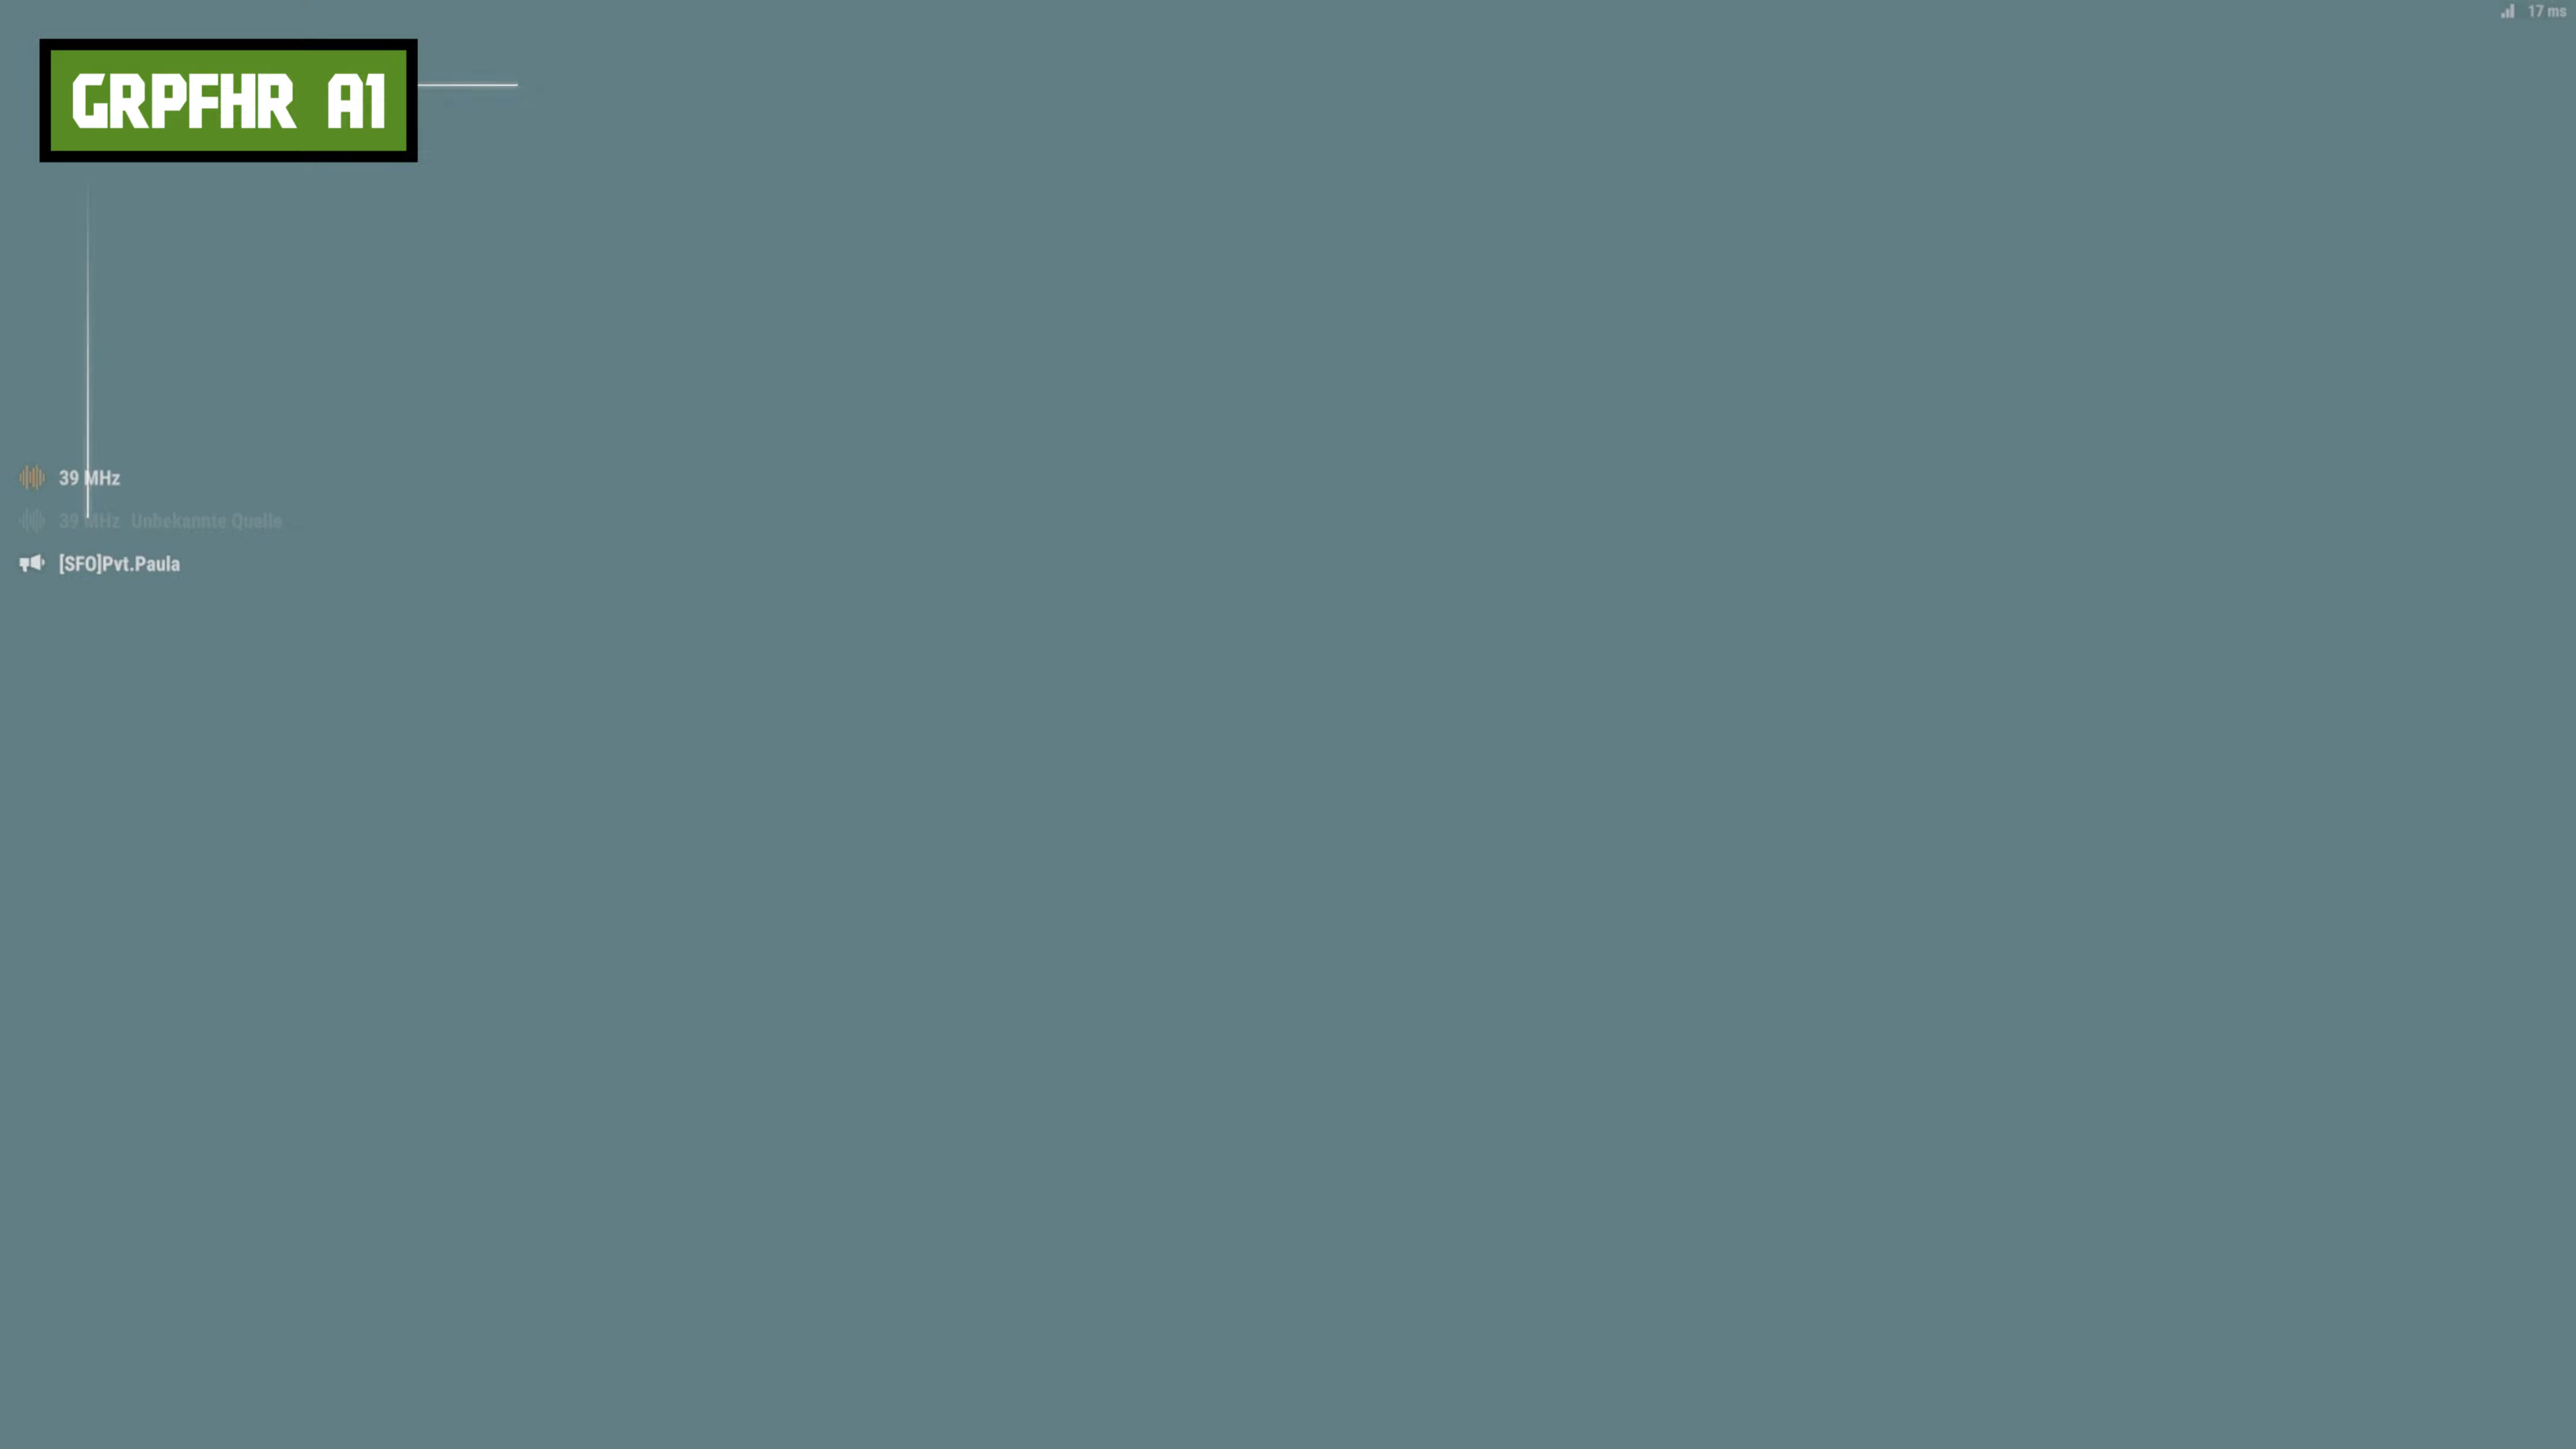 17 ms
GRPFHR A1
39 MHz
39 MHz Unbekannte Quelle
[SFO]Pvt.Paula